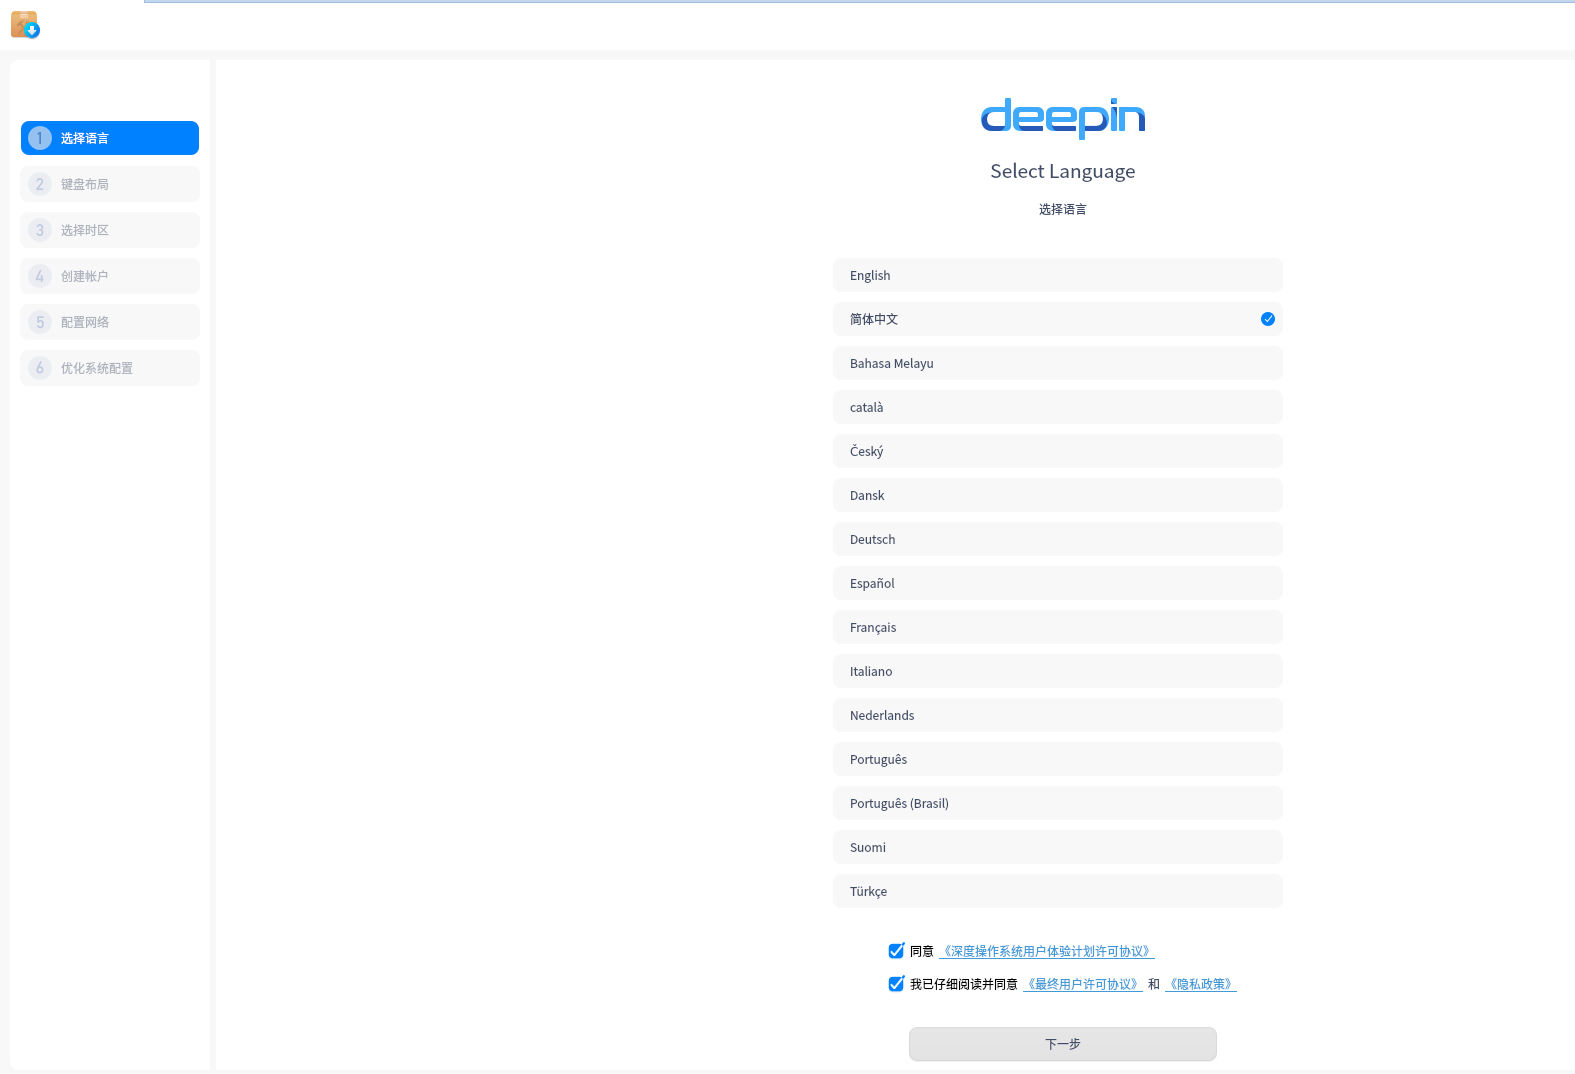 1 选择语言
2 键盘布局
3 选择时区
4 创建帐户
5 配置网络
6 优化系统配置
deepin
Select Language
选择语言
English
简体中文
Bahasa Melayu
català
Český
Dansk
Deutsch
Español
Français
Italiano
Nederlands
Português
Português (Brasil)
Suomi
Türkçe
同意 《深度操作系统用户体验计划许可协议》
我已仔细阅读并同意 《最终用户许可协议》 和 《隐私政策》
下一步